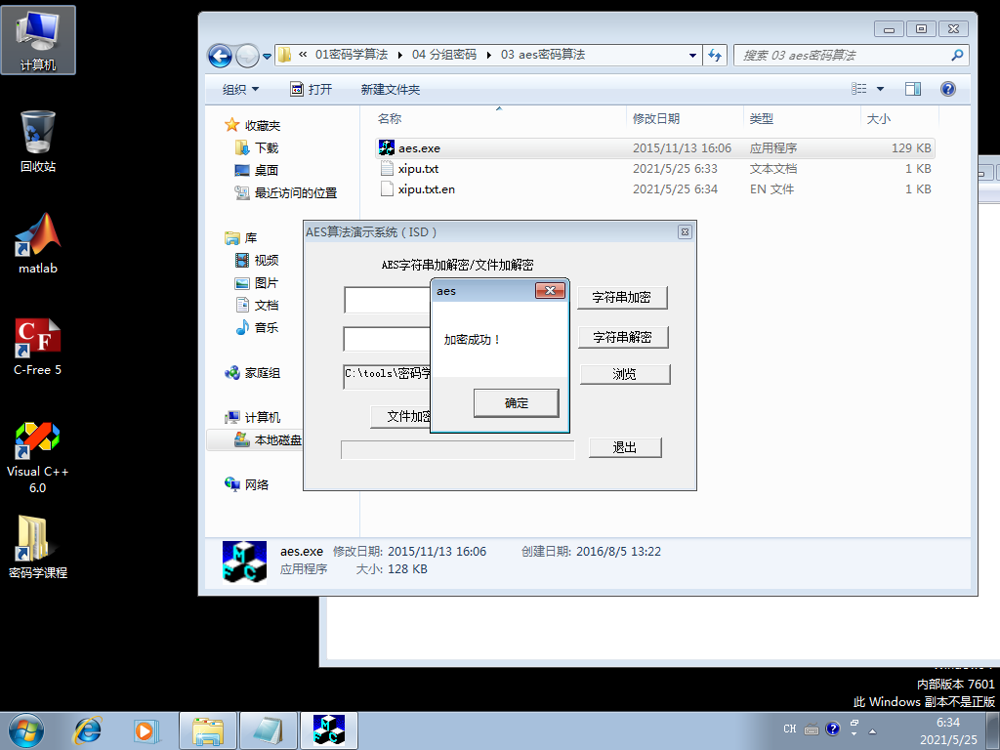 计算机
回收站
matlab
C-Free 5
Visual C++
6.0
密码学课程
« 01密码学算法 ▸ 04 分组密码 ▸ 03 aes密码算法
搜索 03 aes密码算法
组织 打开 新建文件夹
收藏夹
下载
桌面
最近访问的位置
库
视频
图片
文档
音乐
家庭组
计算机
本地磁盘
网络
名称 修改日期 类型 大小
aes.exe 2015/11/13 16:06 应用程序 129 KB
xipu.txt 2021/5/25 6:33 文本文档 1 KB
xipu.txt.en 2021/5/25 6:34 EN 文件 1 KB
AES算法演示系统 ( ISD )
AES字符串加解密/文件加解密
字符串加密
字符串解密
C:\tools\密码学
浏览
文件加密
退出
aes
加密成功！
确定
aes.exe 修改日期: 2015/11/13 16:06 创建日期: 2016/8/5 13:22
应用程序 大小: 128 KB
内部版本 7601
此 Windows 副本不是正版
CH
6:34
2021/5/25